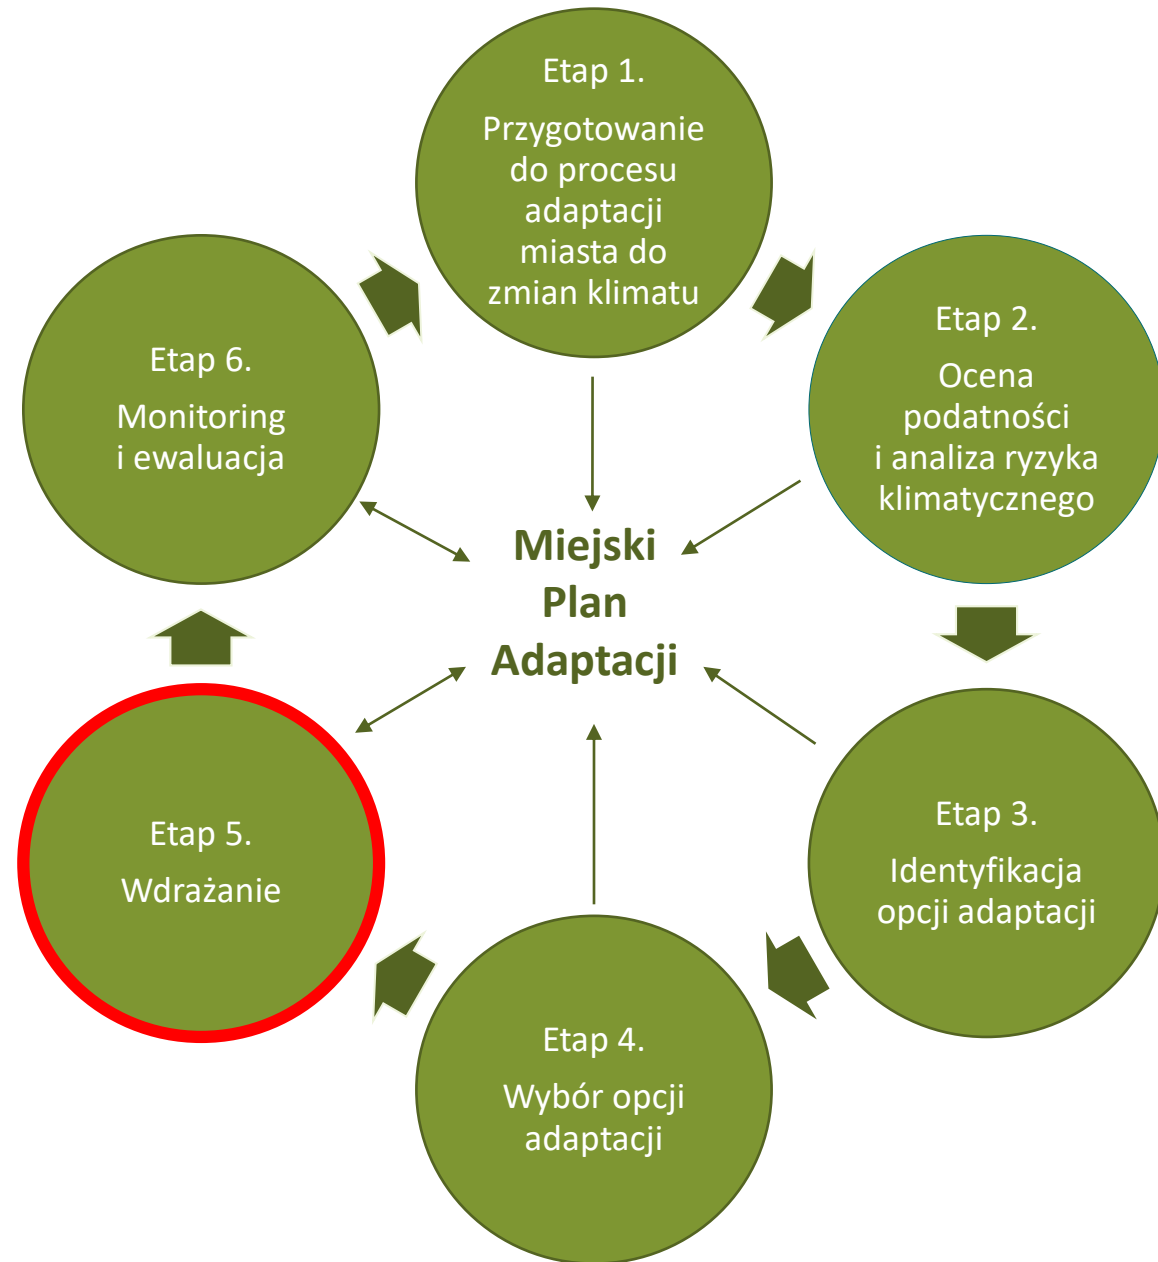 Etap 1.
Przygotowanie
do procesu
adaptacji
miasta do
zmian klimatu
Etap 2.
Ocena
podatności
i analiza ryzyka
klimatycznego
Etap 3.
Identyfikacja
opcji adaptacji
Etap 4.
Wybór opcji
adaptacji
Etap 5.
Wdrażanie
Etap 6.
Monitoring
i ewaluacja
Miejski
Plan
Adaptacji